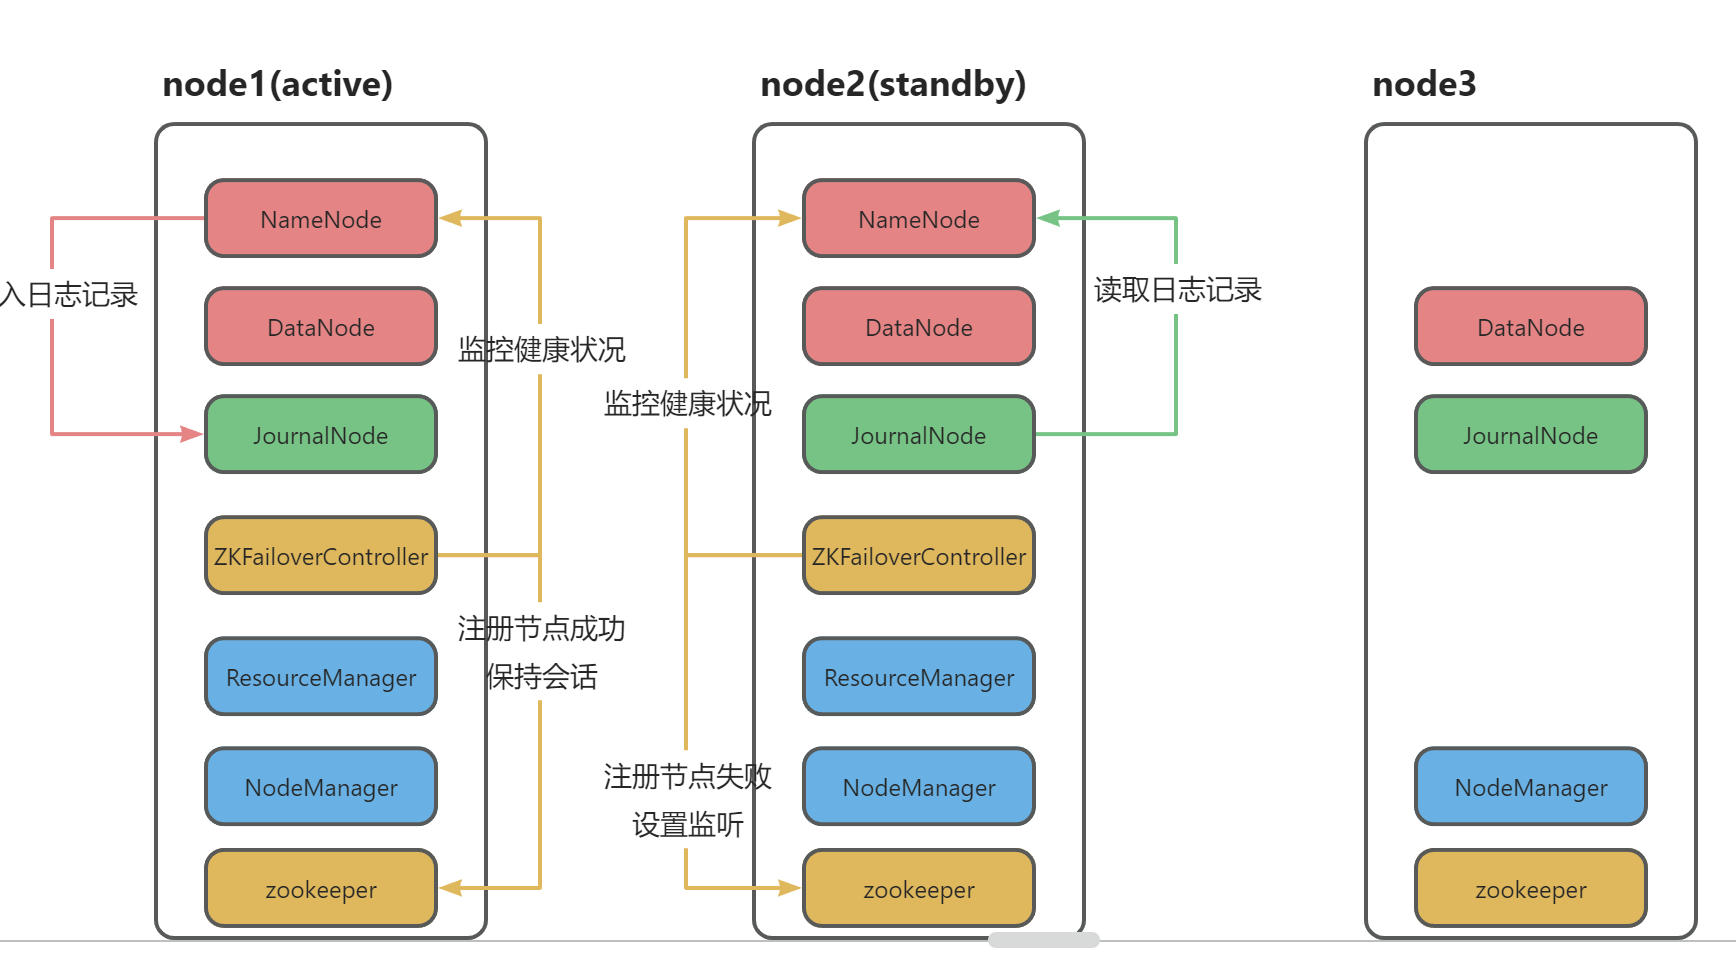 node1(active)
NameNode
DataNode
JournalNode
ZKFailoverController
ResourceManager
NodeManager
zookeeper
入日志记录
监控健康状况
注册节点成功
保持会话
node2(standby)
NameNode
DataNode
JournalNode
ZKFailoverController
ResourceManager
NodeManager
zookeeper
监控健康状况
注册节点失败
设置监听
读取日志记录
node3
DataNode
JournalNode
NodeManager
zookeeper